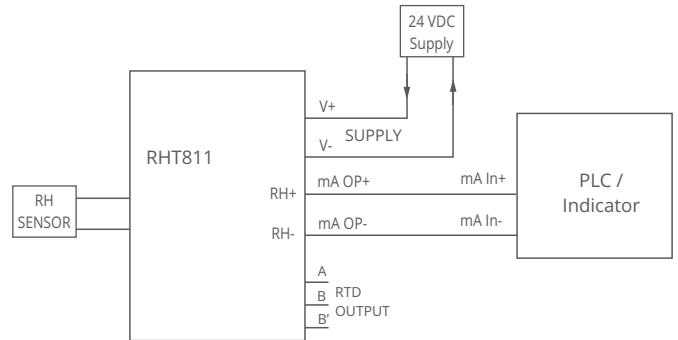 24 VDC
Supply
V+
SUPPLY
V-
RHT811
RH+
mA OP+
mA In+
PLC /
Indicator
RH
SENSOR
RH-
mA OP-
mA In-
A
B
RTD
OUTPUT
B'